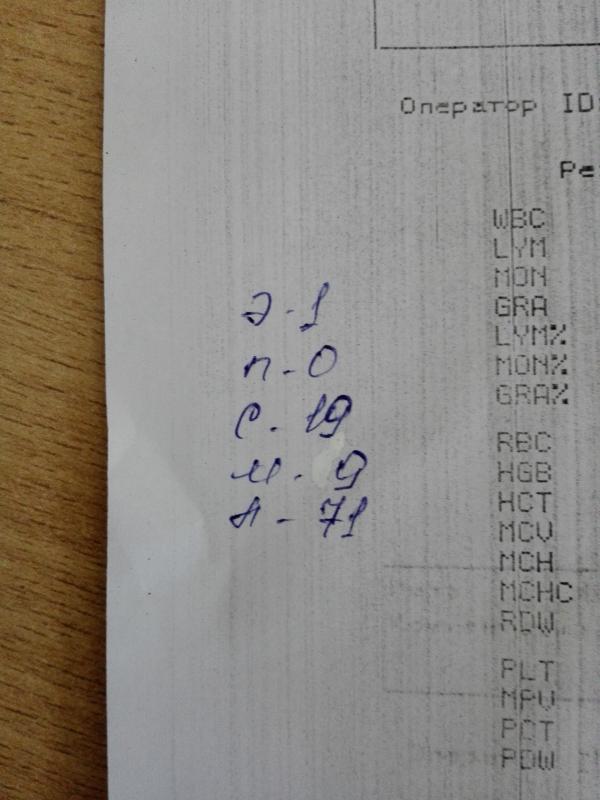 Оператор ID:
Ре
WBC
LYM
MON
GRA
LYM%
MON%
GRA%
RBC
HGB
HCT
MCV
MCH
MCHC
RDW
PLT
MPV
PCT
PDW
Э - 1
п - 0
с - 19
м - 9
л - 71